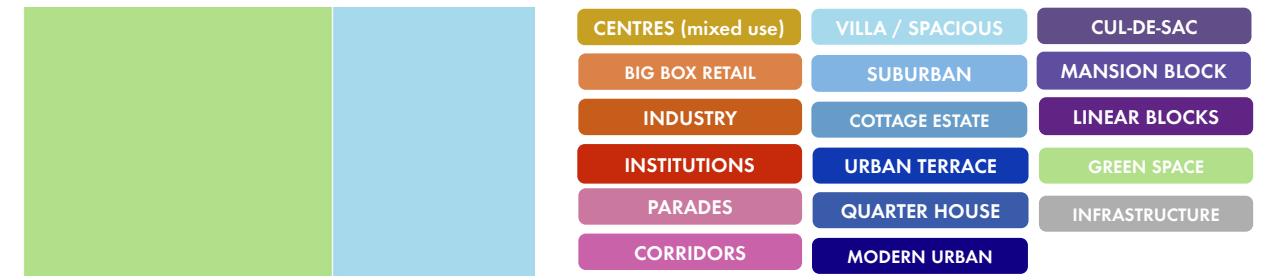 CENTRES (mixed use)
BIG BOX RETAIL
INDUSTRY
INSTITUTIONS
PARADES
CORRIDORS
VILLA / SPACIOUS
SUBURBAN
COTTAGE ESTATE
URBAN TERRACE
QUARTER HOUSE
MODERN URBAN
CUL-DE-SAC
MANSION BLOCK
LINEAR BLOCKS
GREEN SPACE
INFRASTRUCTURE